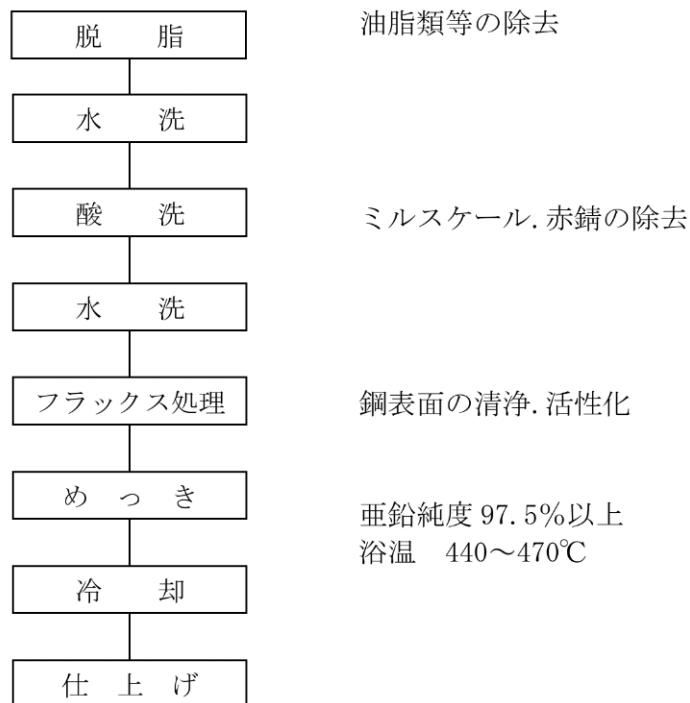 脱　脂
油脂類等の除去
水　洗
酸　洗
ミルスケール.赤錆の除去
水　洗
フラックス処理
鋼表面の清浄.活性化
め っ き
亜鉛純度 97.5%以上
浴温　440～470℃
冷　却
仕 上 げ